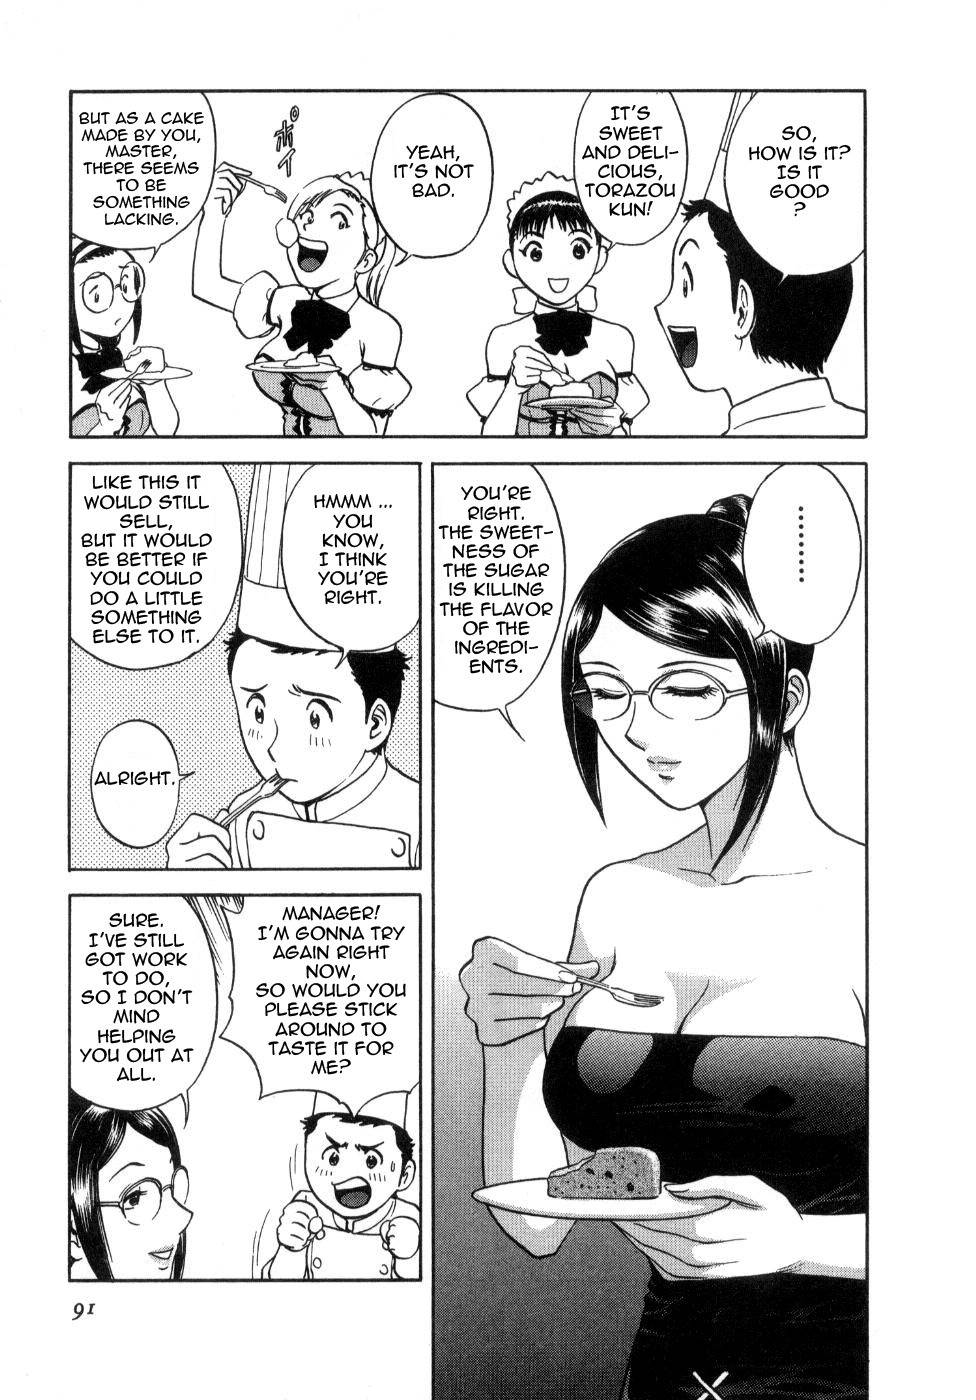 SO,
HOW IS IT?
IS IT
GOOD
?
IT'S
SWEET
AND DELI-
CIOUS,
TORAZOU
KUN!
YEAH,
IT'S NOT
BAD.
ポイ
BUT AS A CAKE
MADE BY YOU,
MASTER,
THERE SEEMS
TO BE
SOMETHING
LACKING.
..........
YOU'RE
RIGHT.
THE SWEET-
NESS OF
THE SUGAR
IS KILLING
THE FLAVOR
OF THE
INGREDI-
ENTS.
HMMM ...
YOU
KNOW,
I THINK
YOU'RE
RIGHT.
LIKE THIS IT
WOULD STILL
SELL,
BUT IT WOULD
BE BETTER IF
YOU COULD
DO A LITTLE
SOMETHING
ELSE TO IT.
ALRIGHT.
MANAGER!
I'M GONNA TRY
AGAIN RIGHT
NOW,
SO WOULD YOU
PLEASE STICK
AROUND TO
TASTE IT FOR
ME?
SURE.
I'VE STILL
GOT WORK
TO DO,
SO I DON'T
MIND
HELPING
YOU OUT AT
ALL.
91